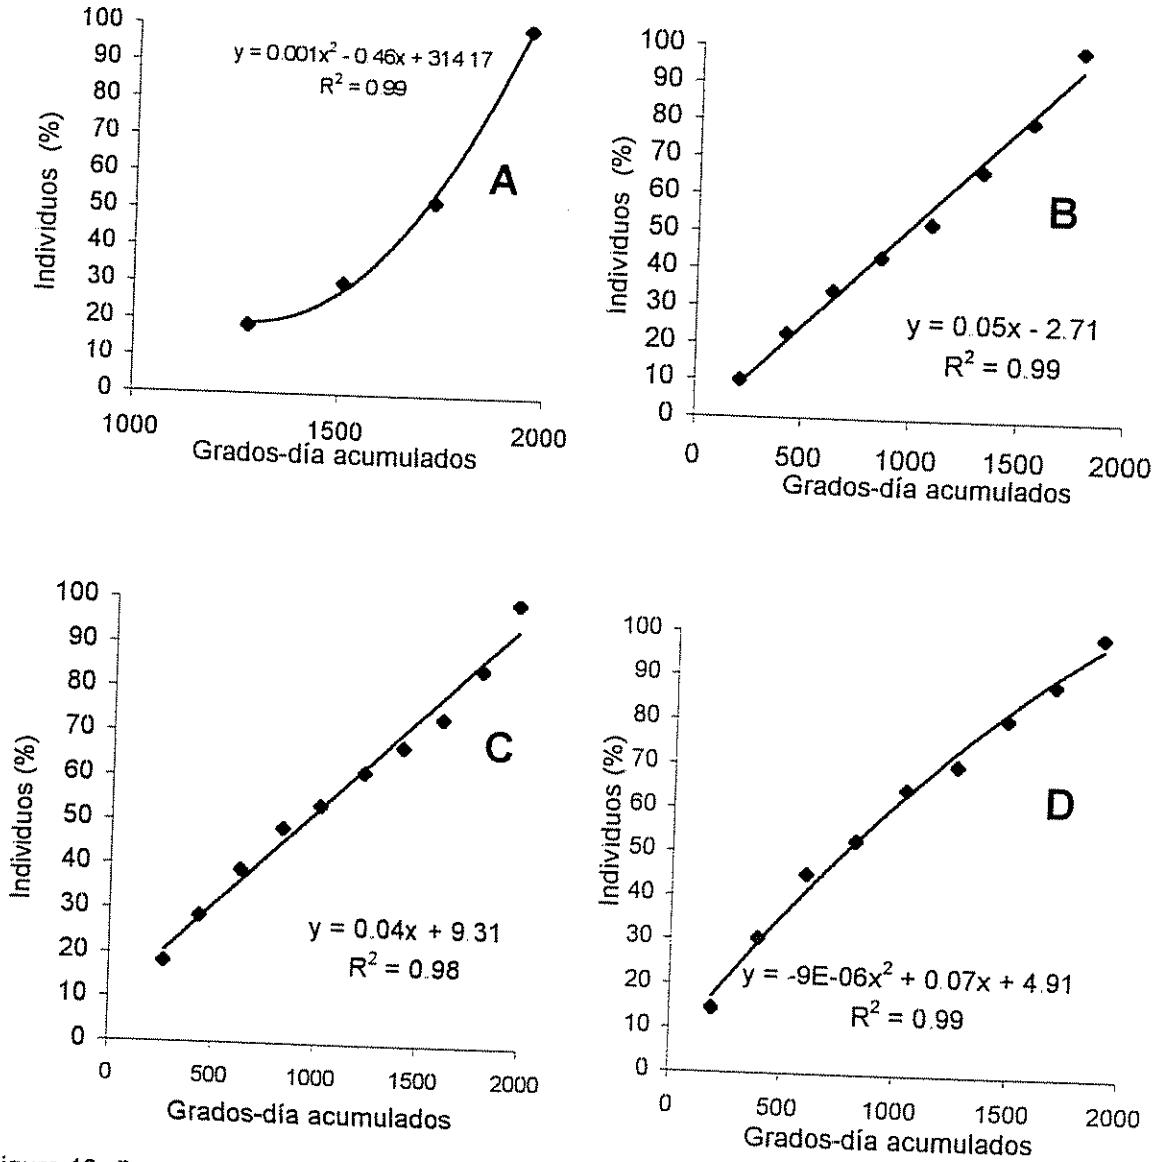 100
90
80
70
60
50
40
30
20
10
0
Individuos (%)
y = 0.001x² - 0.46x + 314 17
R² = 0.99
A
1000 1500 2000
Grados-día acumulados
100
90
80
70
60
50
40
30
20
10
0
Individuos (%)
B
y = 0.05x - 2.71
R² = 0.99
0 500 1000 1500 2000
Grados-día acumulados
100
90
80
70
60
50
40
30
20
10
0
Individuos (%)
C
y = 0.04x + 9.31
R² = 0.98
0 500 1000 1500 2000
Grados-día acumulados
100
90
80
70
60
50
40
30
20
10
0
Individuos (%)
D
y = -9E-06x² + 0.07x + 4.91
R² = 0.99
0 500 1000 1500 2000
Grados-día acumulados